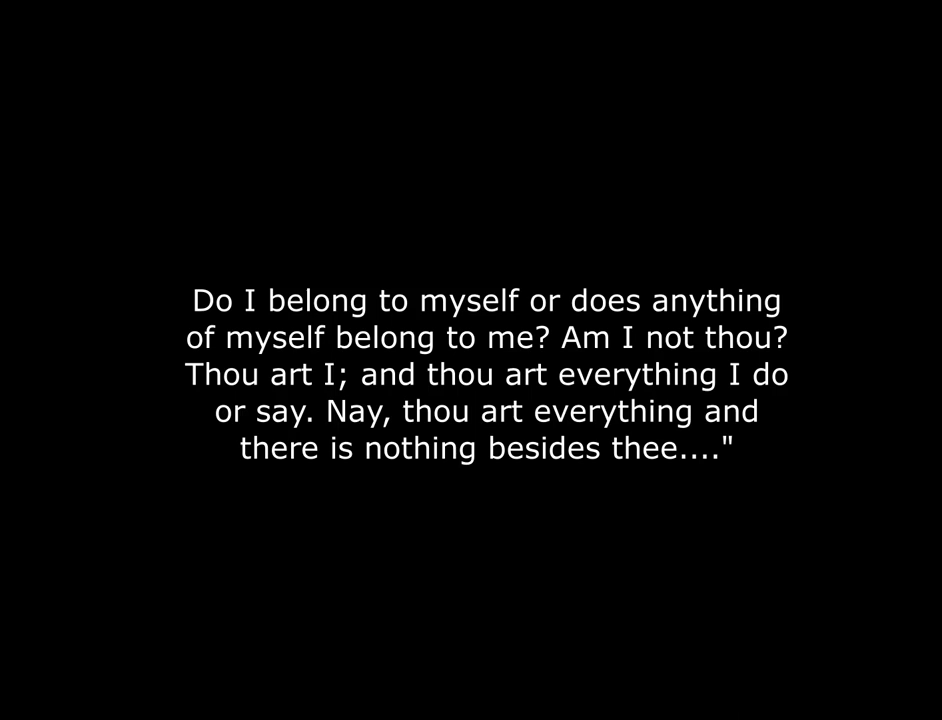 Do I belong to myself or does anything
of myself belong to me? Am I not thou?
Thou art I; and thou art everything I do
or say. Nay, thou art everything and
there is nothing besides thee...."